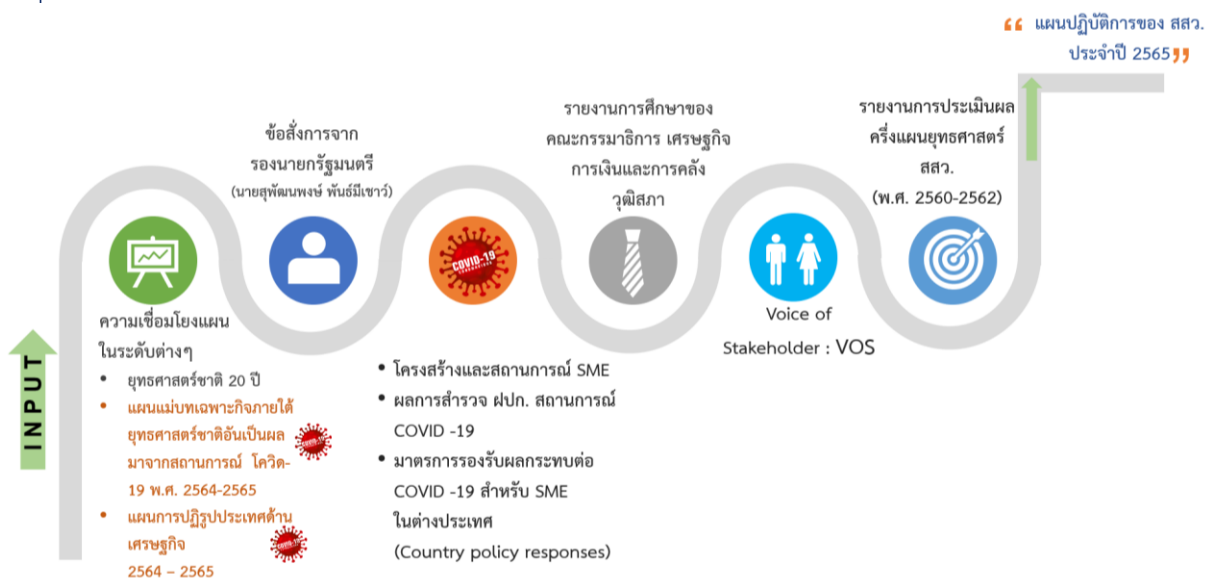 “ แผนปฏิบัติการของ สสว.
ประจำปี 2565”
INPUT
ความเชื่อมโยงแผน
ในระดับต่างๆ
• ยุทธศาสตร์ชาติ 20 ปี
• แผนแม่บทเฉพาะกิจภายใต้
ยุทธศาสตร์ชาติอันเป็นผล
มาจากสถานการณ์ โควิด-
19 พ.ศ. 2564-2565
• แผนการปฏิรูปประเทศด้าน
เศรษฐกิจ
2564 – 2565
ข้อสั่งการจาก
รองนายกรัฐมนตรี
(นายสุพัฒนพงษ์ พันธ์มีเชาว์)
COVID-19
• โครงสร้างและสถานการณ์ SME
• ผลการสำรวจ ฝปก. สถานการณ์
COVID -19
• มาตรการรองรับผลกระทบต่อ
COVID -19 สำหรับ SME
ในต่างประเทศ
(Country policy responses)
รายงานการศึกษาของ
คณะกรรมาธิการ เศรษฐกิจ
การเงินและการคลัง
วุฒิสภา
Voice of
Stakeholder : VOS
รายงานการประเมินผล
ครึ่งแผนยุทธศาสตร์
สสว.
(พ.ศ. 2560-2562)